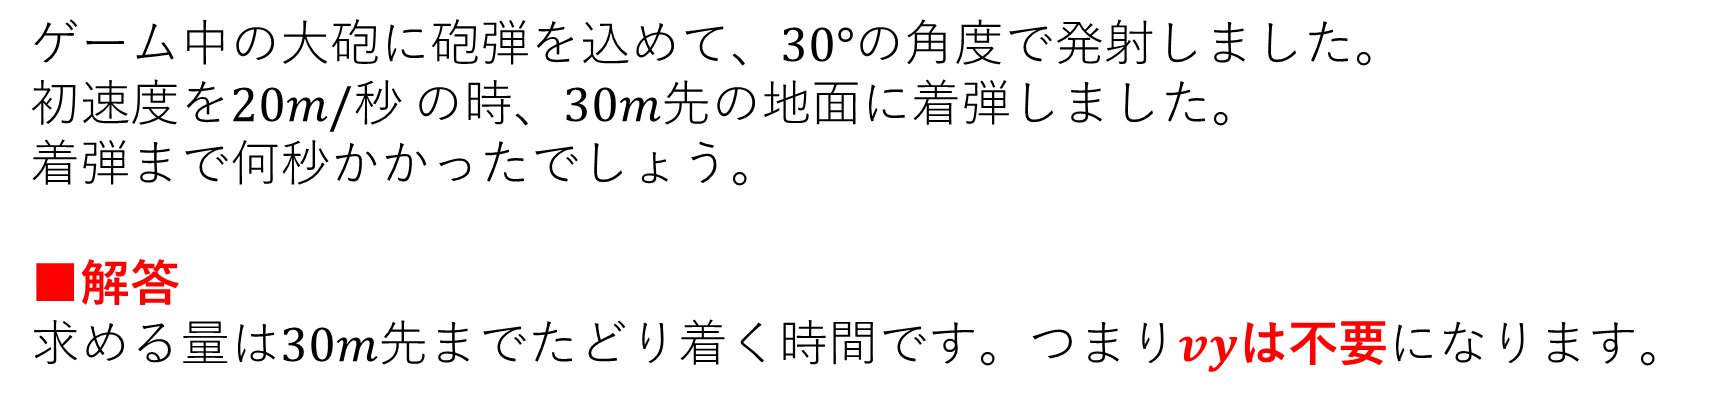 ゲーム中の大砲に砲弾を込めて、30°の角度で発射しました。
初速度を20m/秒 の時、30m先の地面に着弾しました。
着弾まで何秒かかったでしょう。
■解答
求める量は30m先までたどり着く時間です。つまりvyは不要になります。